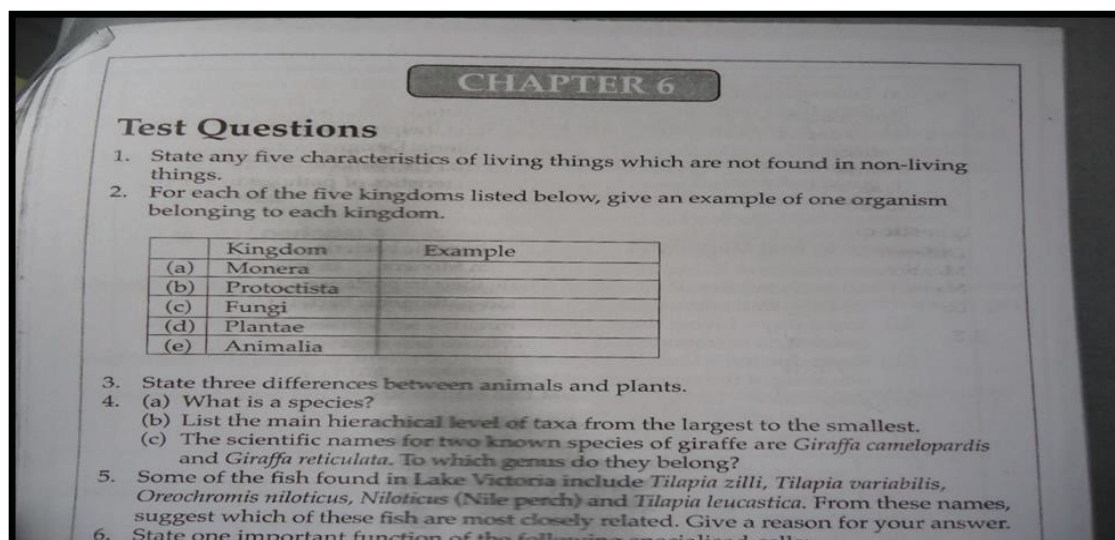 CHAPTER 6
Test Questions
1. State any five characteristics of living things which are not found in non-living
things.
2. For each of the five kingdoms listed below, give an example of one organism
belonging to each kingdom.
Kingdom Example
(a) Monera
(b) Protoctista
(c) Fungi
(d) Plantae
(e) Animalia
3. State three differences between animals and plants.
4. (a) What is a species?
(b) List the main hierachical level of taxa from the largest to the smallest.
(c) The scientific names for two known species of giraffe are Giraffa camelopardis
and Giraffa reticulata. To which genus do they belong?
5. Some of the fish found in Lake Victoria include Tilapia zilli, Tilapia variabilis,
Oreochromis niloticus, Niloticus (Nile perch) and Tilapia leucastica. From these names,
suggest which of these fish are most closely related. Give a reason for your answer.
6. State one important function of the following specialised cells